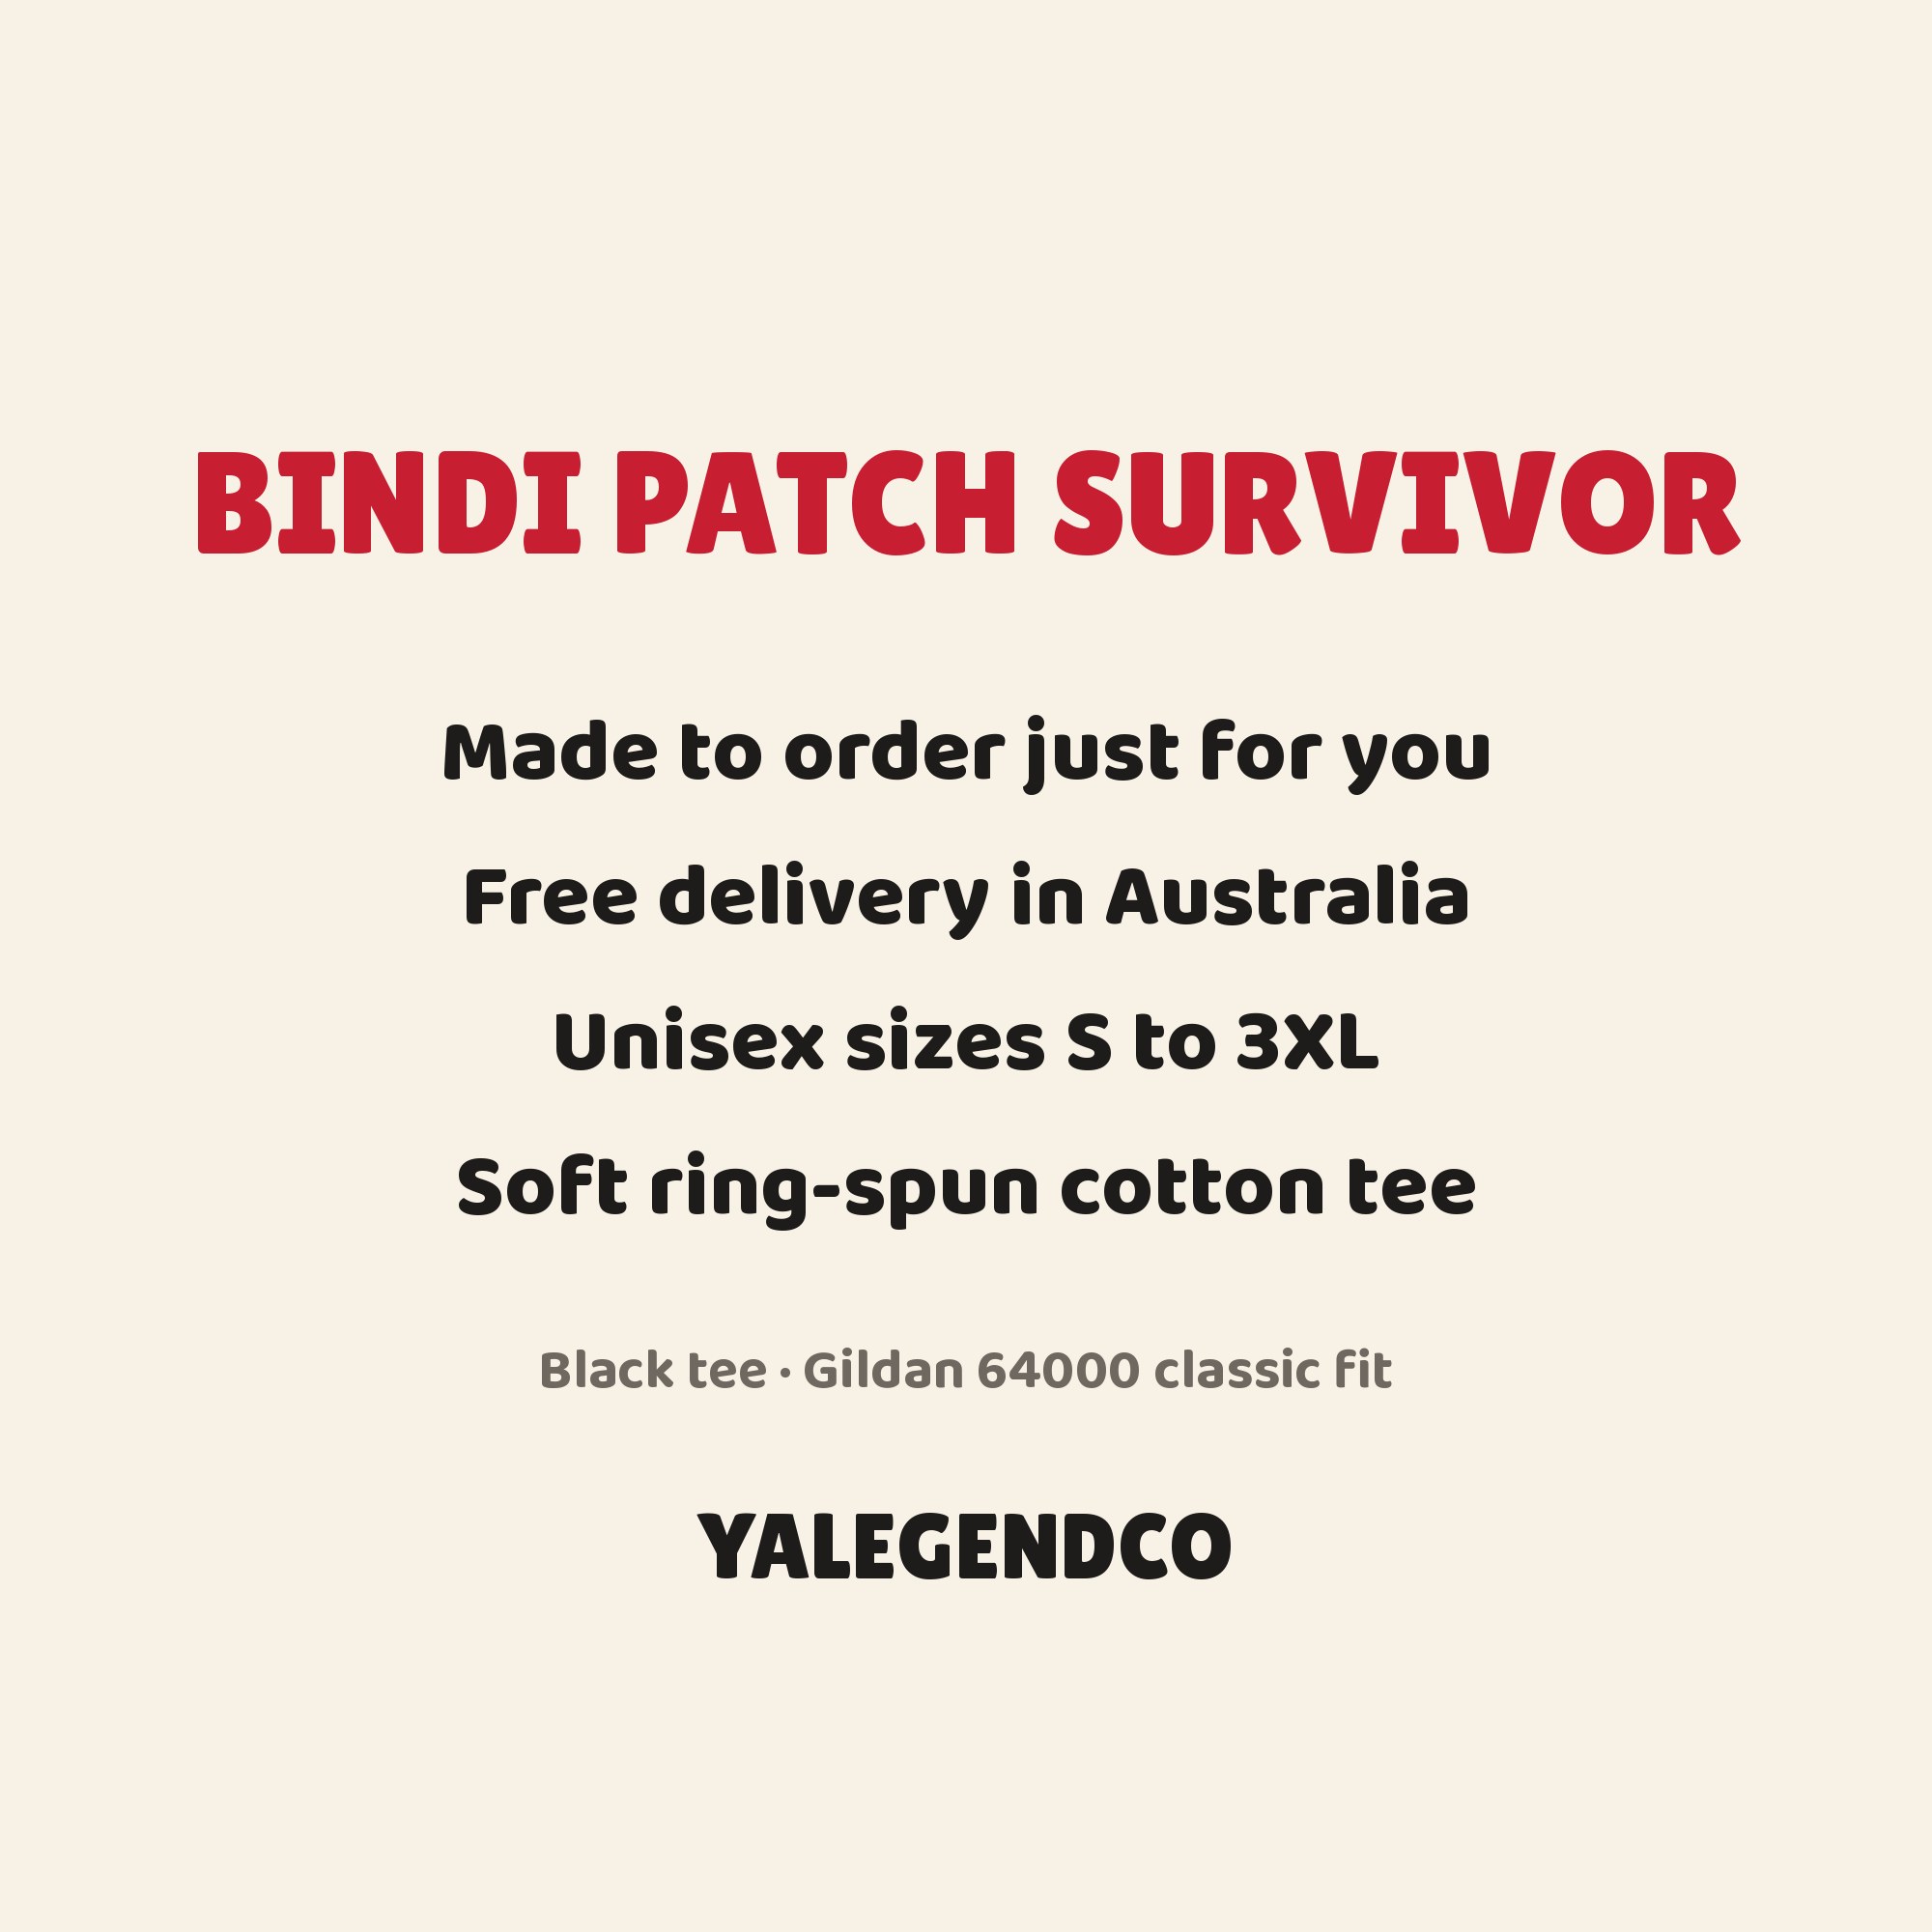 BINDI PATCH SURVIVOR
Made to order just for you
Free delivery in Australia
Unisex sizes S to 3XL
Soft ring-spun cotton tee
Black tee · Gildan 64000 classic fit
YALEGENDCO